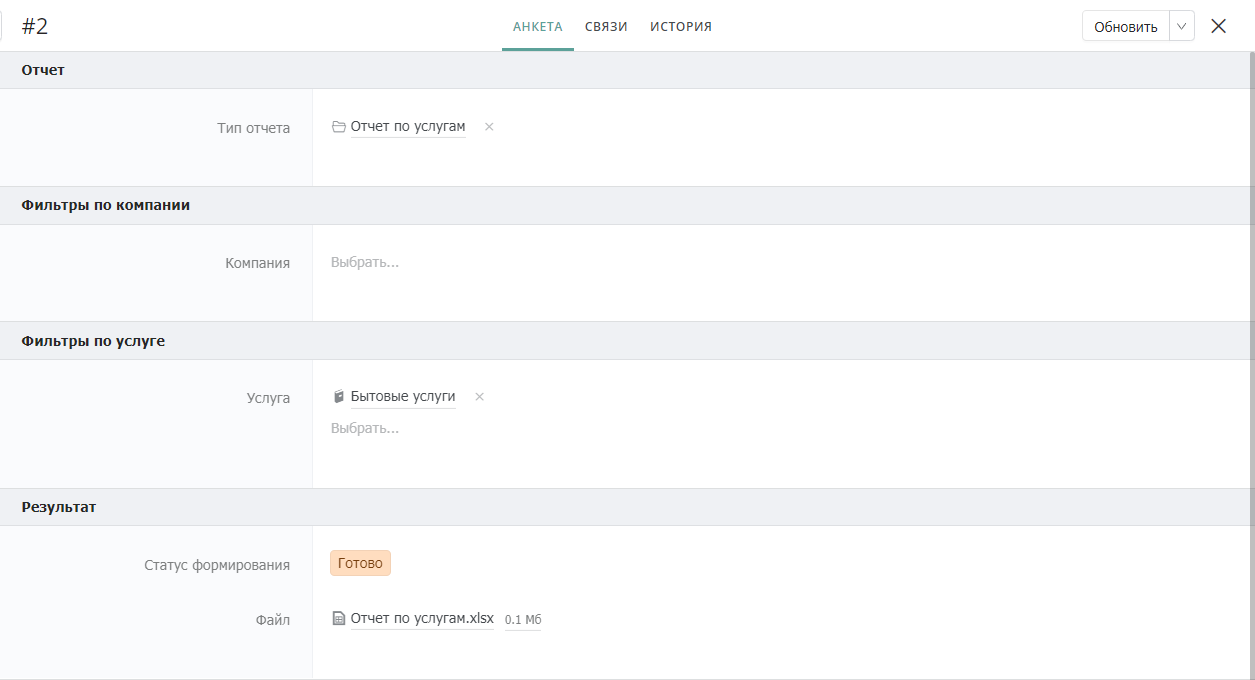 #2
АНКЕТА СВЯЗИ ИСТОРИЯ
Обновить
Отчет
Тип отчета
Отчет по услугам
Фильтры по компании
Компания
Выбрать...
Фильтры по услуге
Услуга
Бытовые услуги
Выбрать...
Результат
Статус формирования
Готово
Файл
Отчет по услугам.xlsx 0.1 Мб